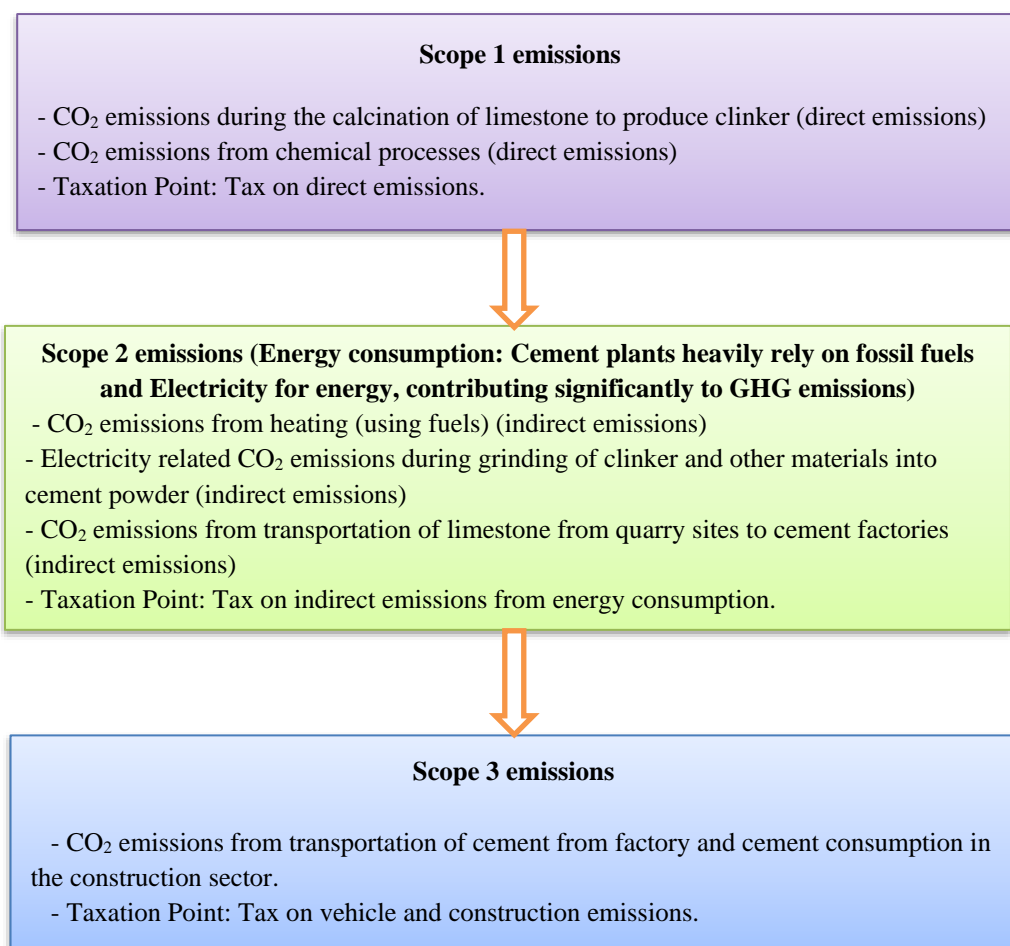 Scope 1 emissions
- CO₂ emissions during the calcination of limestone to produce clinker (direct emissions)
- CO₂ emissions from chemical processes (direct emissions)
- Taxation Point: Tax on direct emissions.
Scope 2 emissions (Energy consumption: Cement plants heavily rely on fossil fuels
and Electricity for energy, contributing significantly to GHG emissions)
- CO₂ emissions from heating (using fuels) (indirect emissions)
- Electricity related CO₂ emissions during grinding of clinker and other materials into
cement powder (indirect emissions)
- CO₂ emissions from transportation of limestone from quarry sites to cement factories
(indirect emissions)
- Taxation Point: Tax on indirect emissions from energy consumption.
Scope 3 emissions
- CO₂ emissions from transportation of cement from factory and cement consumption in
the construction sector.
- Taxation Point: Tax on vehicle and construction emissions.